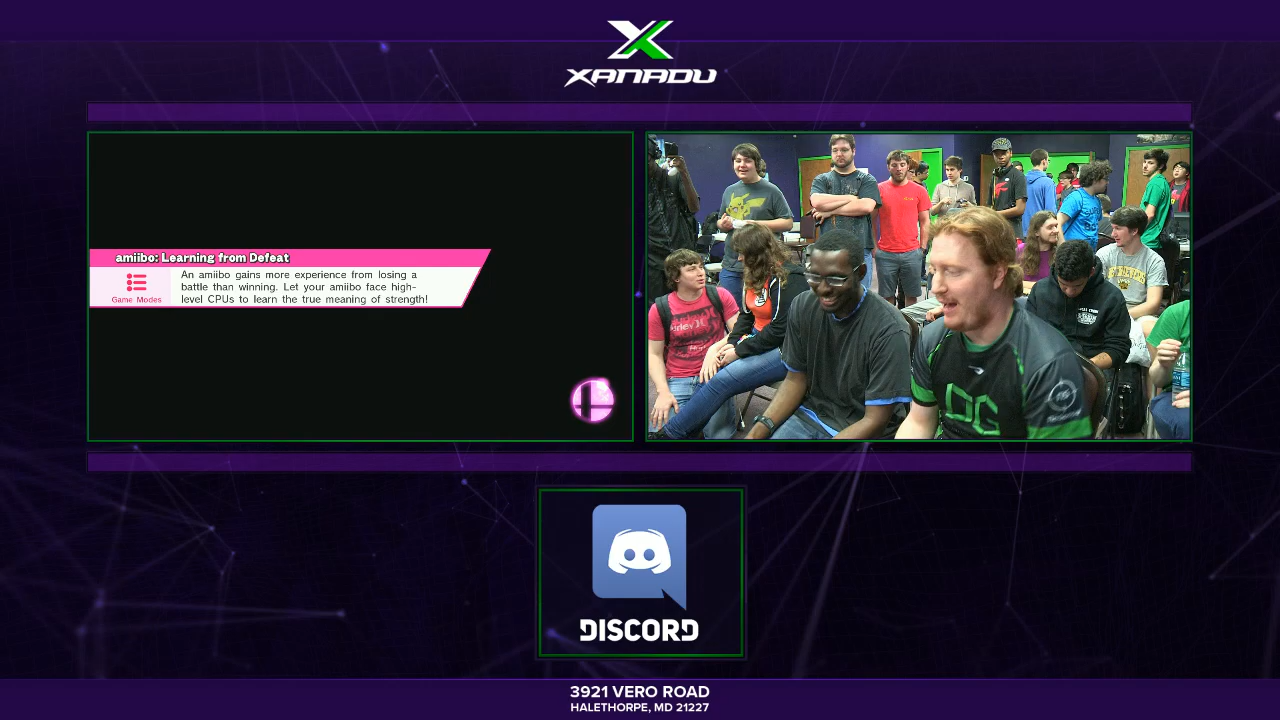 XANADU
amiibo: Learning from Defeat
An amiibo gains more experience from losing a
battle than winning. Let your amiibo face high-
level CPUs to learn the true meaning of strength!
Game Modes
DG
DISCORD
3921 VERO ROAD
HALETHORPE, MD 21227